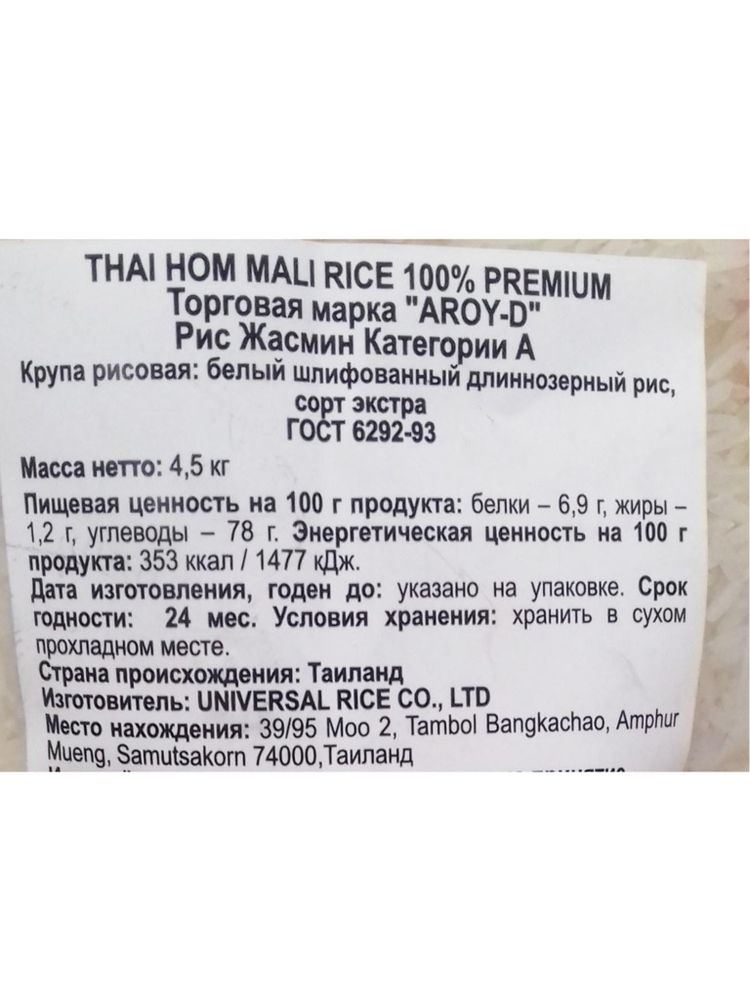 THAI HOM MALI RICE 100% PREMIUM
Торговая марка "AROY-D"
Рис Жасмин Категории А
Крупа рисовая: белый шлифованный длиннозерный рис,
сорт экстра
ГОСТ 6292-93
Масса нетто: 4,5 кг
Пищевая ценность на 100 г продукта: белки – 6,9 г, жиры –
1,2 г, углеводы – 78 г. Энергетическая ценность на 100 г
продукта: 353 ккал / 1477 кДж.
Дата изготовления, годен до: указано на упаковке. Срок
годности: 24 мес. Условия хранения: хранить в сухом
прохладном месте.
Страна происхождения: Таиланд
Изготовитель: UNIVERSAL RICE CO., LTD
Место нахождения: 39/95 Moo 2, Tambol Bangkachao, Amphur
Mueng, Samutsakorn 74000,Таиланд